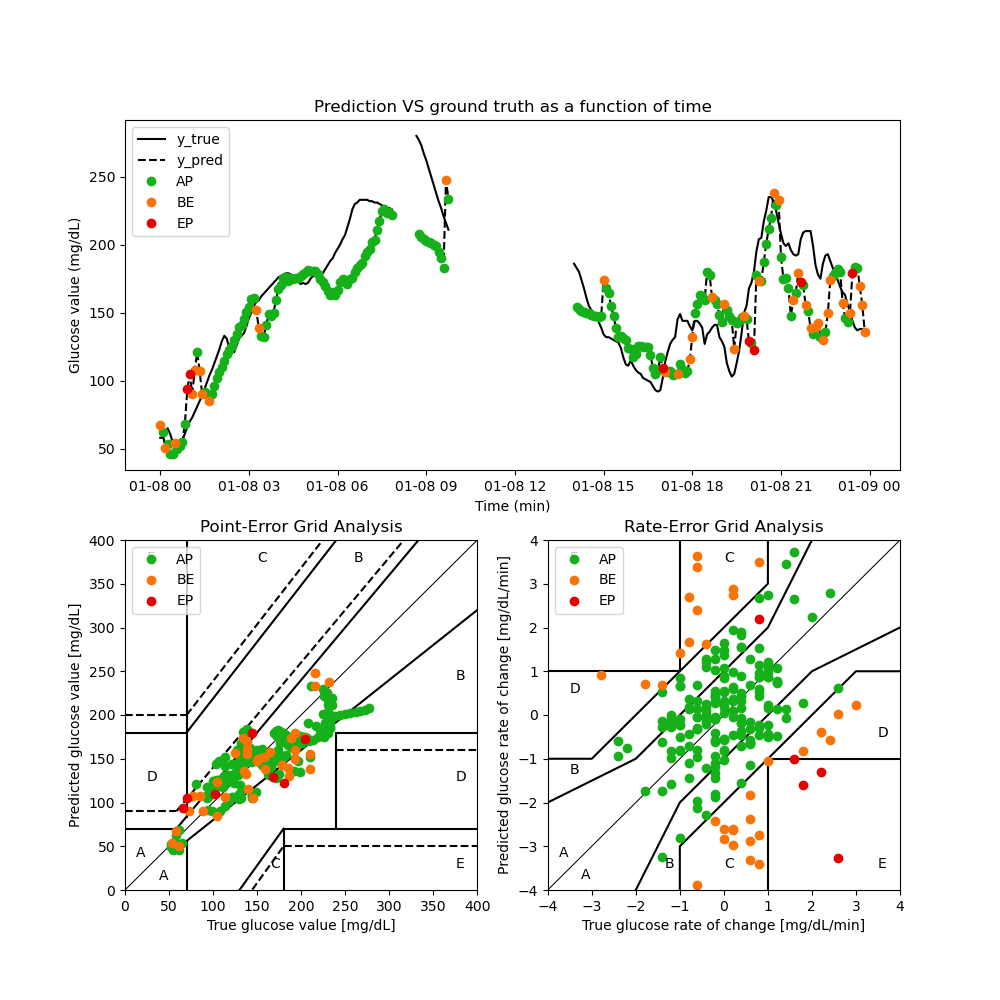 Prediction VS ground truth as a function of time
Glucose value (mg/dL)
y_true
y_pred
AP
BE
EP
250
200
150
100
50
01-08 00 01-08 03 01-08 06 01-08 09 01-08 12 01-08 15 01-08 18 01-08 21 01-09 00
Time (min)
Point-Error Grid Analysis
Predicted glucose value [mg/dL]
400
350
300
250
200
150
100
50
0
AP
BE
EP
C
B
B
D
D
A
A
C
E
0 50 100 150 200 250 300 350 400
True glucose value [mg/dL]
Rate-Error Grid Analysis
Predicted glucose rate of change [mg/dL/min]
4
3
2
1
0
−1
−2
−3
−4
AP
BE
EP
C
D
D
B
A
A
B
C
E
−4 −3 −2 −1 0 1 2 3 4
True glucose rate of change [mg/dL/min]